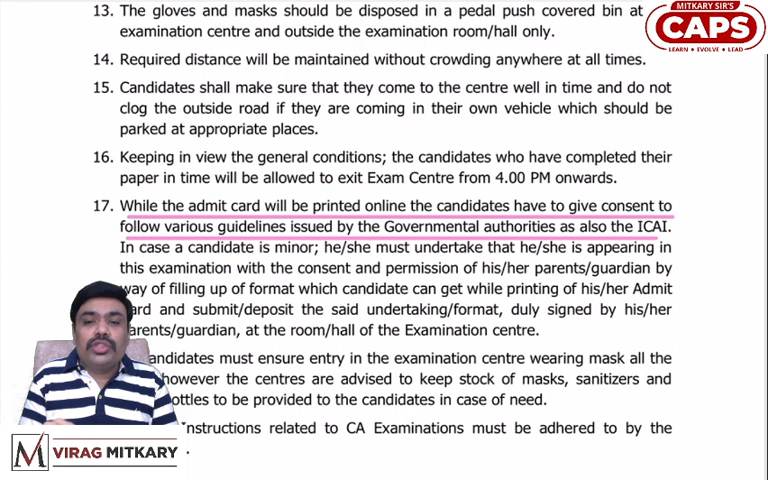 13. The gloves and masks should be disposed in a pedal push covered bin at
examination centre and outside the examination room/hall only.
14. Required distance will be maintained without crowding anywhere at all times.
15. Candidates shall make sure that they come to the centre well in time and do not
clog the outside road if they are coming in their own vehicle which should be
parked at appropriate places.
16. Keeping in view the general conditions; the candidates who have completed their
paper in time will be allowed to exit Exam Centre from 4.00 PM onwards.
17. While the admit card will be printed online the candidates have to give consent to
follow various guidelines issued by the Governmental authorities as also the ICAI.
In case a candidate is minor; he/she must undertake that he/she is appearing in
this examination with the consent and permission of his/her parents/guardian by
way of filling up of format which candidate can get while printing of his/her Admit
ard and submit/deposit the said undertaking/format, duly signed by his/her
arents/guardian, at the room/hall of the Examination centre.
andidates must ensure entry in the examination centre wearing mask all the
however the centres are advised to keep stock of masks, sanitizers and
ottles to be provided to the candidates in case of need.
Instructions related to CA Examinations must be adhered to by the
MITKARY SIR'S
CAPS
LEARN • EVOLVE • LEAD
M
VIRAG MITKARY